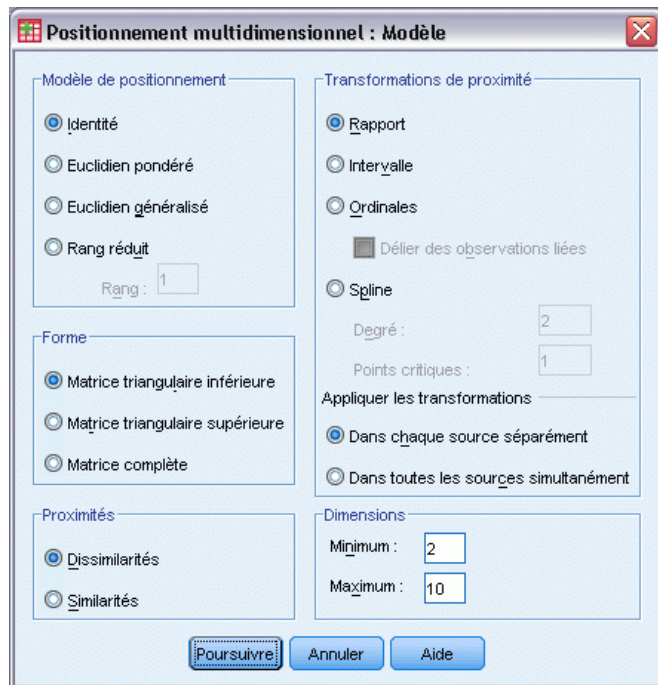 Positionnement multidimensionnel : Modèle
Modèle de positionnement
Identité
Euclidien pondéré
Euclidien généralisé
Rang réduit
Rang : 1
Forme
Matrice triangulaire inférieure
Matrice triangulaire supérieure
Matrice complète
Proximités
Dissimilarités
Similarités
Transformations de proximité
Rapport
Intervalle
Ordinales
Délier des observations liées
Spline
Degré : 2
Points critiques : 1
Appliquer les transformations
Dans chaque source séparément
Dans toutes les sources simultanément
Dimensions
Minimum : 2
Maximum : 10
Poursuivre Annuler Aide